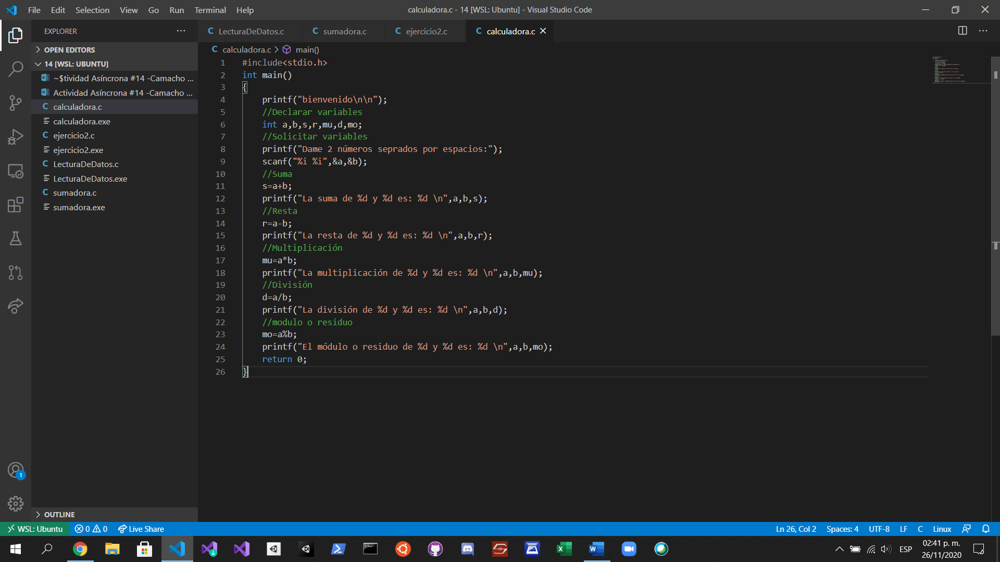 File Edit Selection View Go Run Terminal Help
calculadora.c - 14 [WSL: Ubuntu] - Visual Studio Code
EXPLORER
OPEN EDITORS
14 [WSL: UBUNTU]
~$tividad Asíncrona #14 -Camacho ...
Actividad Asíncrona #14 -Camacho ...
C calculadora.c
calculadora.exe
C ejercicio2.c
ejercicio2.exe
C LecturaDeDatos.c
LecturaDeDatos.exe
C sumadora.c
sumadora.exe
OUTLINE
C LecturaDeDatos.c C sumadora.c C ejercicio2.c C calculadora.c
C calculadora.c > main()
1 #include<stdio.h>
2 int main()
3 {
4 printf("bienvenido\n\n");
5 //Declarar variables
6 int a,b,s,r,mu,d,mo;
7 //Solicitar variables
8 printf("Dame 2 números seprados por espacios:");
9 scanf("%i %i",&a,&b);
10 //Suma
11 s=a+b;
12 printf("La suma de %d y %d es: %d \n",a,b,s);
13 //Resta
14 r=a-b;
15 printf("La resta de %d y %d es: %d \n",a,b,r);
16 //Multiplicación
17 mu=a*b;
18 printf("La multiplicación de %d y %d es: %d \n",a,b,mu);
19 //División
20 d=a/b;
21 printf("La división de %d y %d es: %d \n",a,b,d);
22 //modulo o residuo
23 mo=a%b;
24 printf("El módulo o residuo de %d y %d es: %d \n",a,b,mo);
25 return 0;
26 }
1
WSL: Ubuntu 0 0 Live Share
Ln 26, Col 2 Spaces: 4 UTF-8 LF C Linux
ESP
02:41 p. m.
26/11/2020